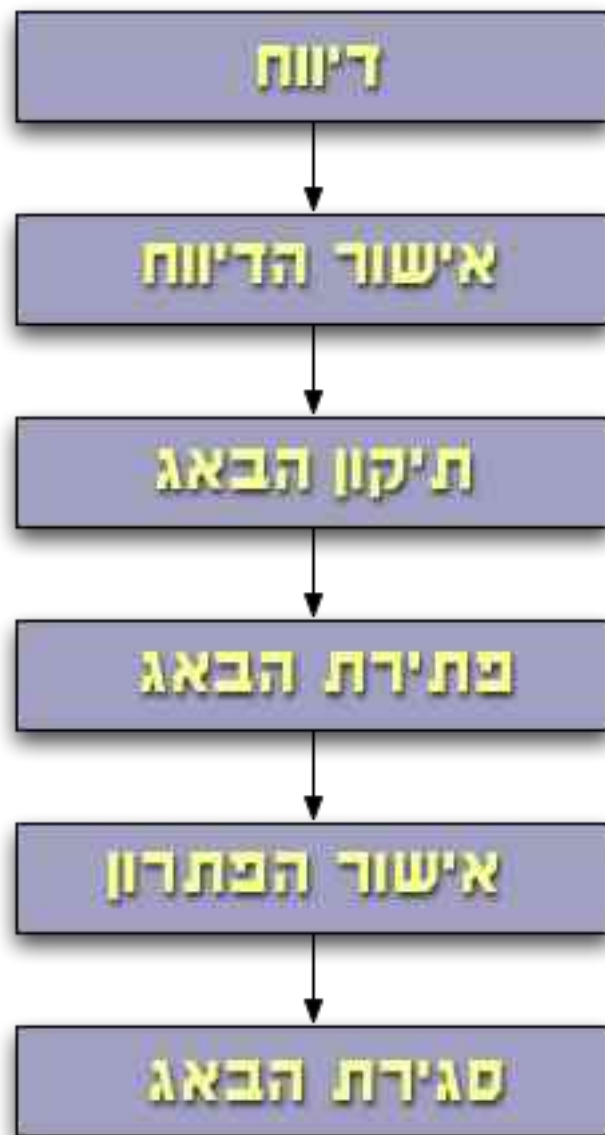 דיווח
אישור הדיווח
תיקון הבאג
פתירת הבאג
אישור הפתרון
סגירת הבאג